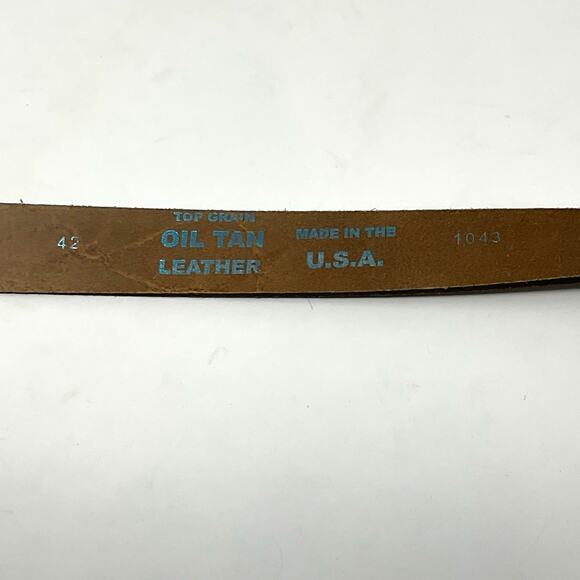 42
TOP GRAIN
OIL TAN
LEATHER
MADE IN THE
U.S.A.
1043